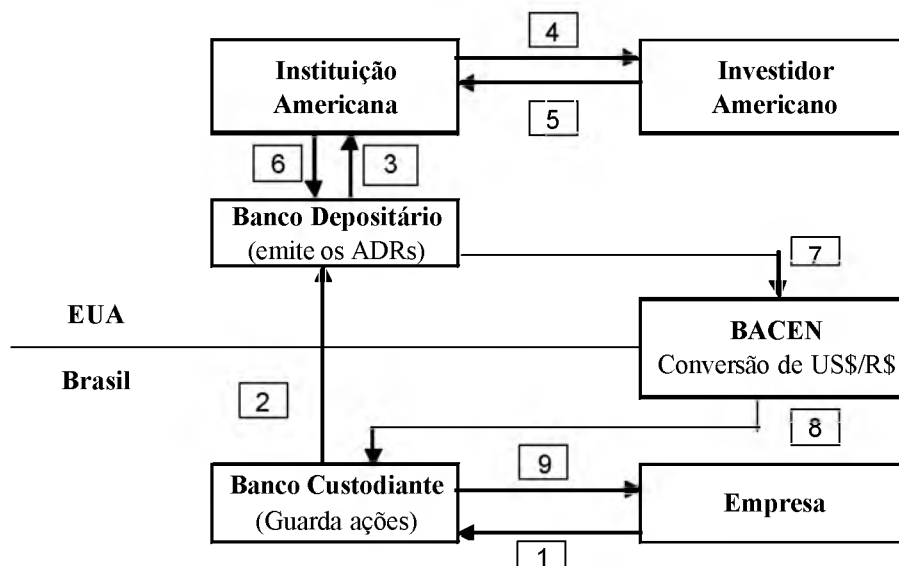 4
Instituição
Americana
Investidor
Americano
5
6
3
Banco Depositário
(emite os ADRs)
7
EUA
BACEN
Conversão de US$/R$
Brasil
2
8
9
Banco Custodiante
(Guarda ações)
Empresa
1